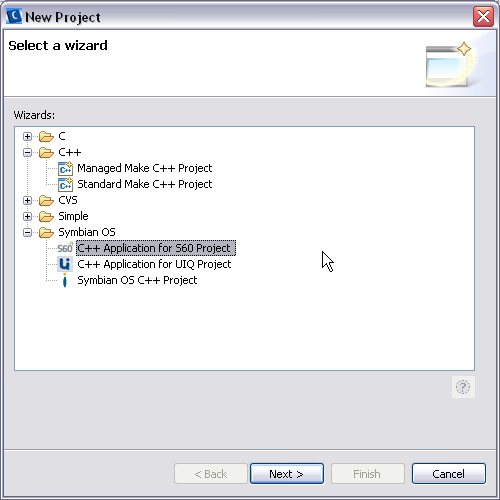 New Project
Select a wizard
Wizards:
C
C++
Managed Make C++ Project
Standard Make C++ Project
CVS
Simple
Symbian OS
S60 C++ Application for S60 Project
C++ Application for UIQ Project
Symbian OS C++ Project
< Back Next > Finish Cancel